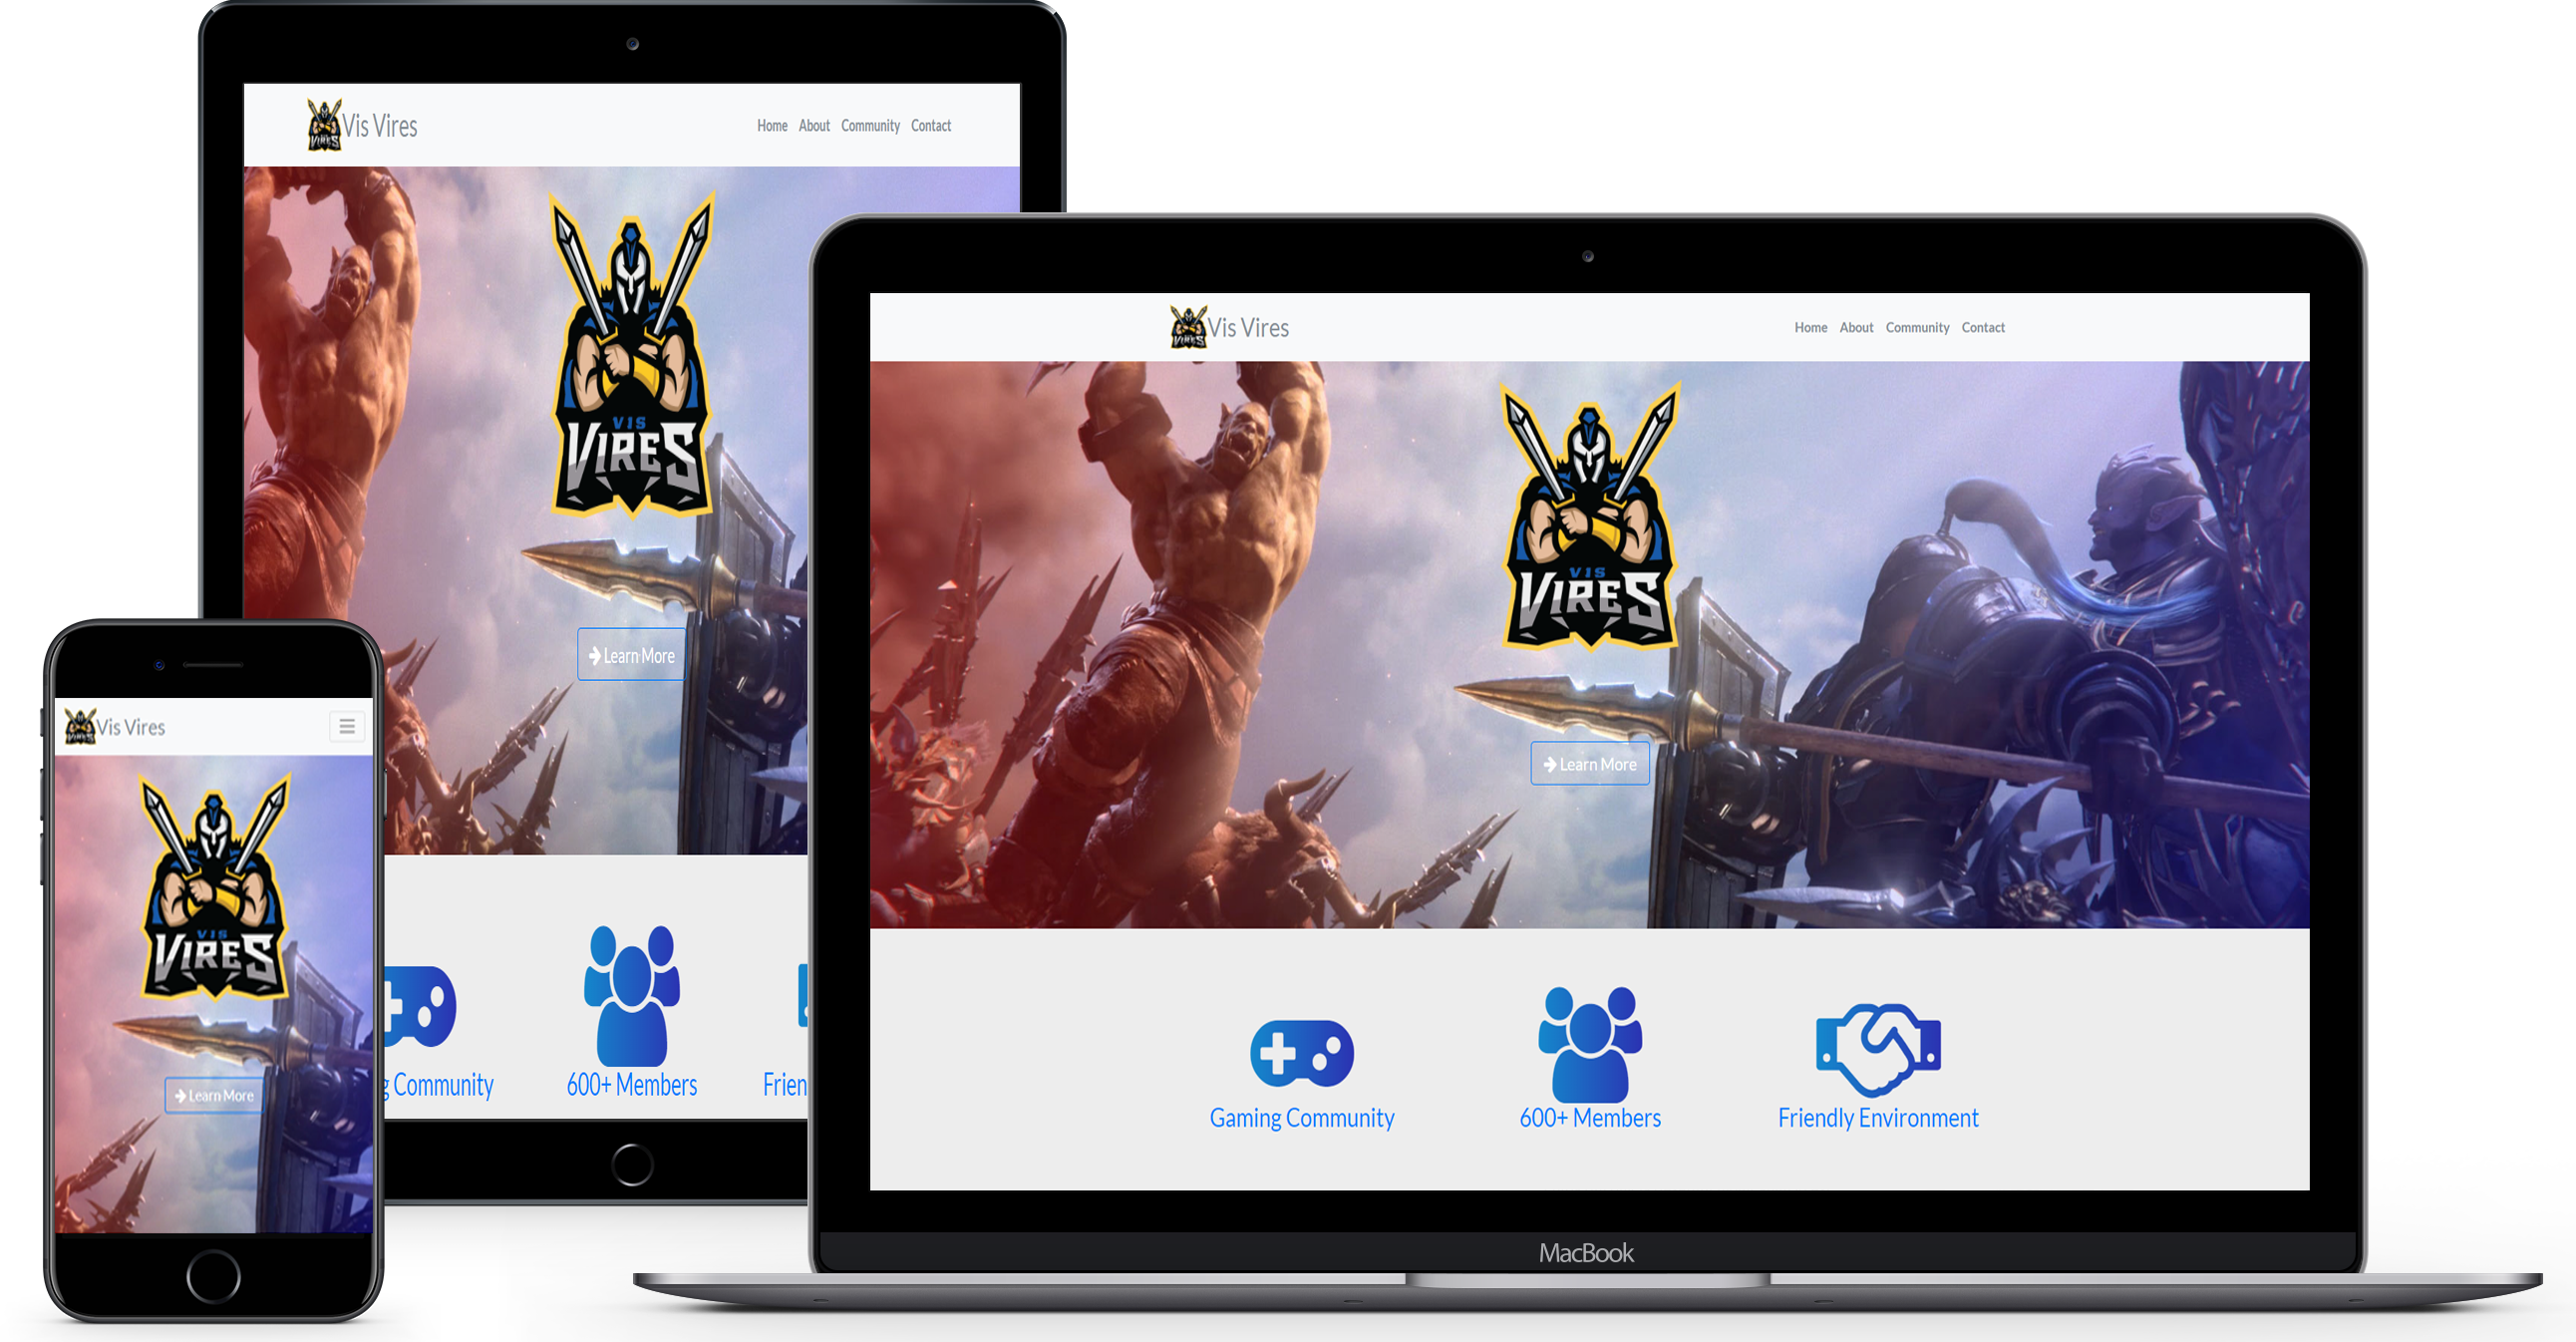 Vis Vires
Home About Community Contact
VIS
VIRES
Learn More
g Community
600+ Members
Frien
Vis Vires
VIS
VIRES
Learn More
Vis Vires
Home About Community Contact
VIS
VIRES
Learn More
Gaming Community
600+ Members
Friendly Environment
MacBook